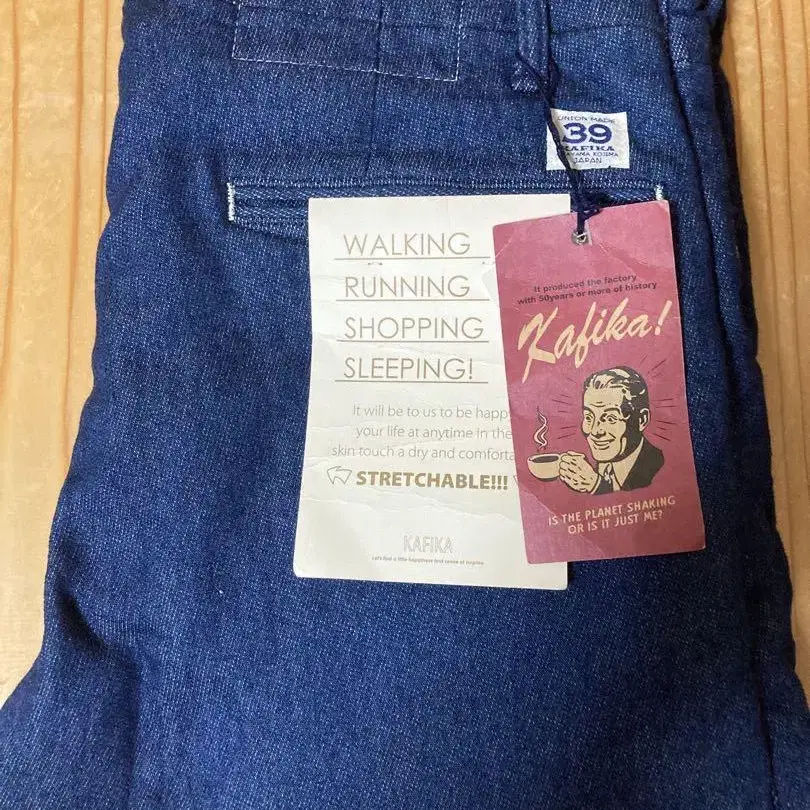 UNION MADE
39
KAFIKA
KOJIMA
JAPAN
WALKING
RUNNING
SHOPPING
SLEEPING!
It will be to us to be happ
your life at anytime in the
skin touch a dry and comforta
STRETCHABLE!!!
KAFIKA
It produced the factory
with 50years or more of history
Kafika!
IS THE PLANET SHAKING
OR IS IT JUST ME?